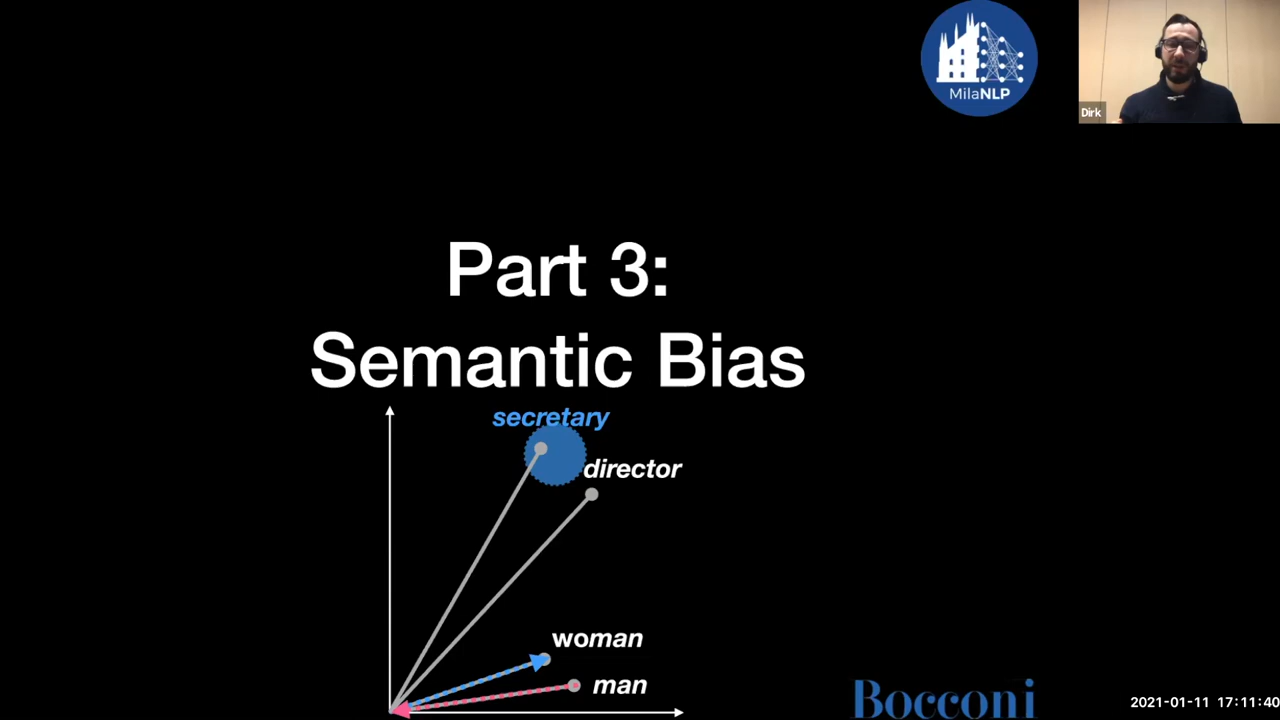 MilaNLP
Dirk
Part 3:
Semantic Bias
secretary
director
woman
man
Bocconi
2021-01-11 17:11:40